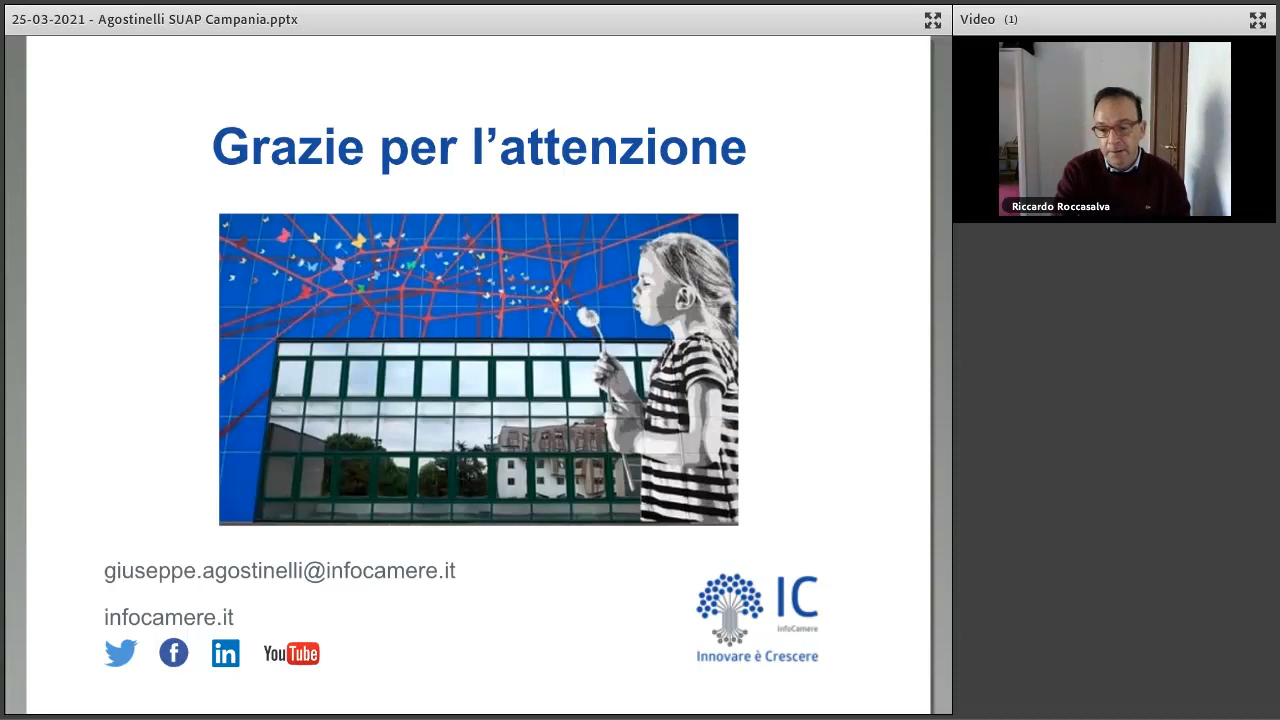 25-03-2021 - Agostinelli SUAP Campania.pptx
Video (1)
Riccardo Roccasalva
Grazie per l’attenzione
giuseppe.agostinelli@infocamere.it
infocamere.it
in
YouTube
IC
InfoCamere
Innovare è Crescere